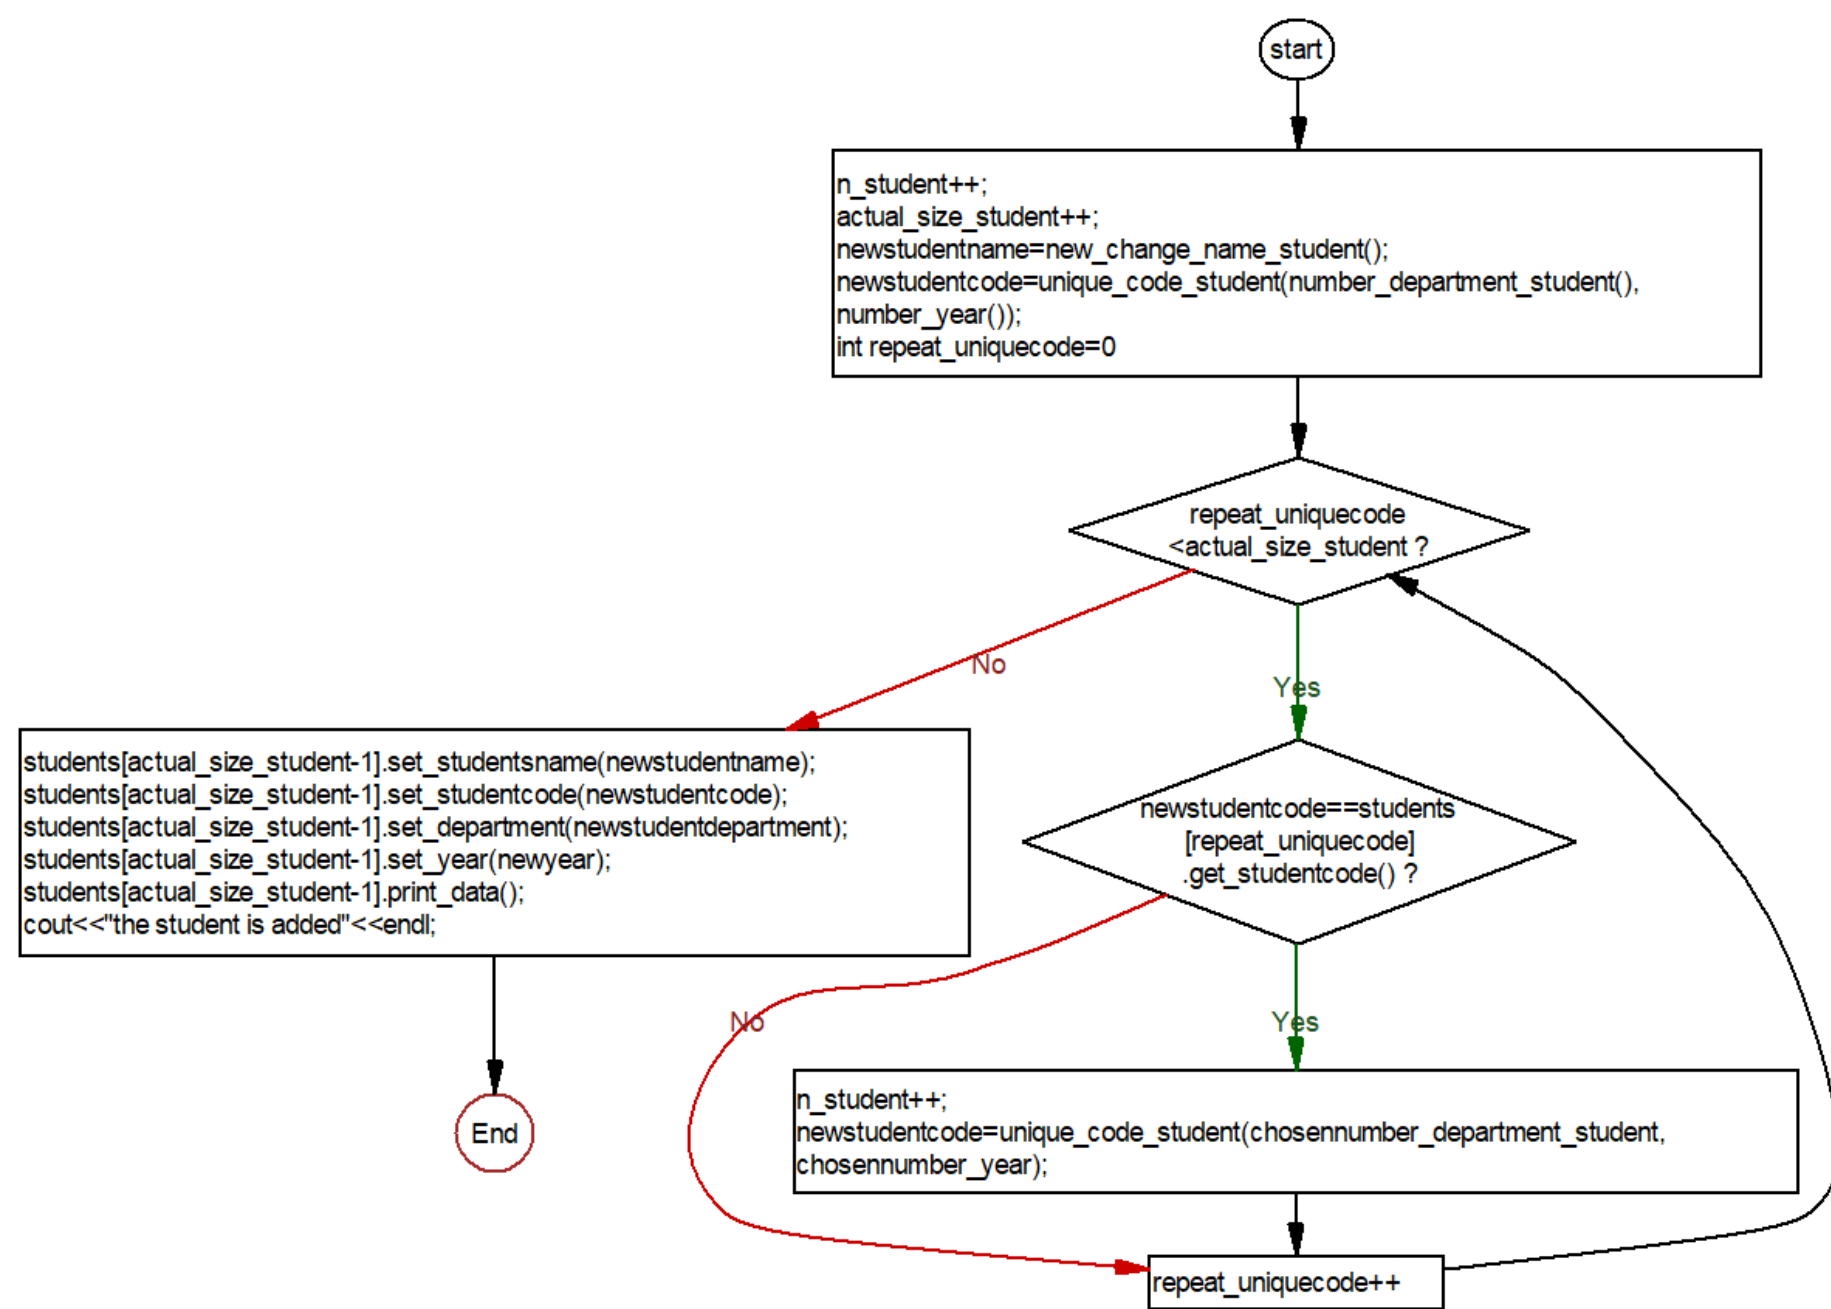 start
n_student++;
actual_size_student++;
newstudentname=new_change_name_student();
newstudentcode=unique_code_student(number_department_student(),
number_year());
int repeat_uniquecode=0
repeat_uniquecode
<actual_size_student ?
No
Yes
students[actual_size_student-1].set_studentsname(newstudentname);
students[actual_size_student-1].set_studentcode(newstudentcode);
students[actual_size_student-1].set_department(newstudentdepartment);
students[actual_size_student-1].set_year(newyear);
students[actual_size_student-1].print_data();
cout<<"the student is added"<<endl;
newstudentcode==students
[repeat_uniquecode]
.get_studentcode() ?
No
Yes
End
n_student++;
newstudentcode=unique_code_student(chosennumber_department_student,
chosennumber_year);
repeat_uniquecode++